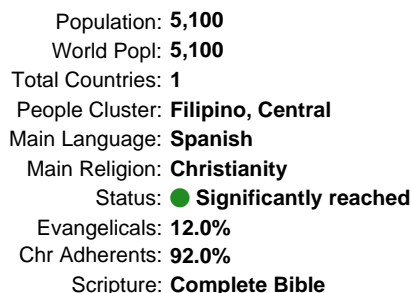 Population: 5,100
World Popl: 5,100
Total Countries: 1
People Cluster: Filipino, Central
Main Language: Spanish
Main Religion: Christianity
Status: Significantly reached
Evangelicals: 12.0%
Chr Adherents: 92.0%
Scripture: Complete Bible